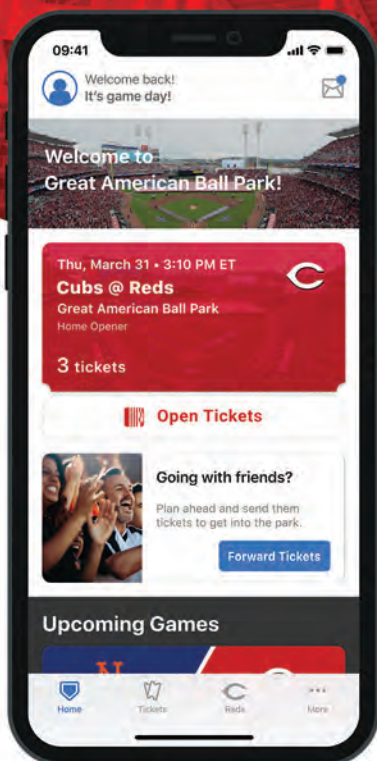 09:41
Welcome back!
It's game day!
Welcome to
Great American Ball Park!
Thu, March 31 • 3:10 PM ET
Cubs @ Reds
Great American Ball Park
Home Opener
3 tickets
Open Tickets
Going with friends?
Plan ahead and send them
tickets to get into the park.
Forward Tickets
Upcoming Games
Home
Tickets
Reds
More